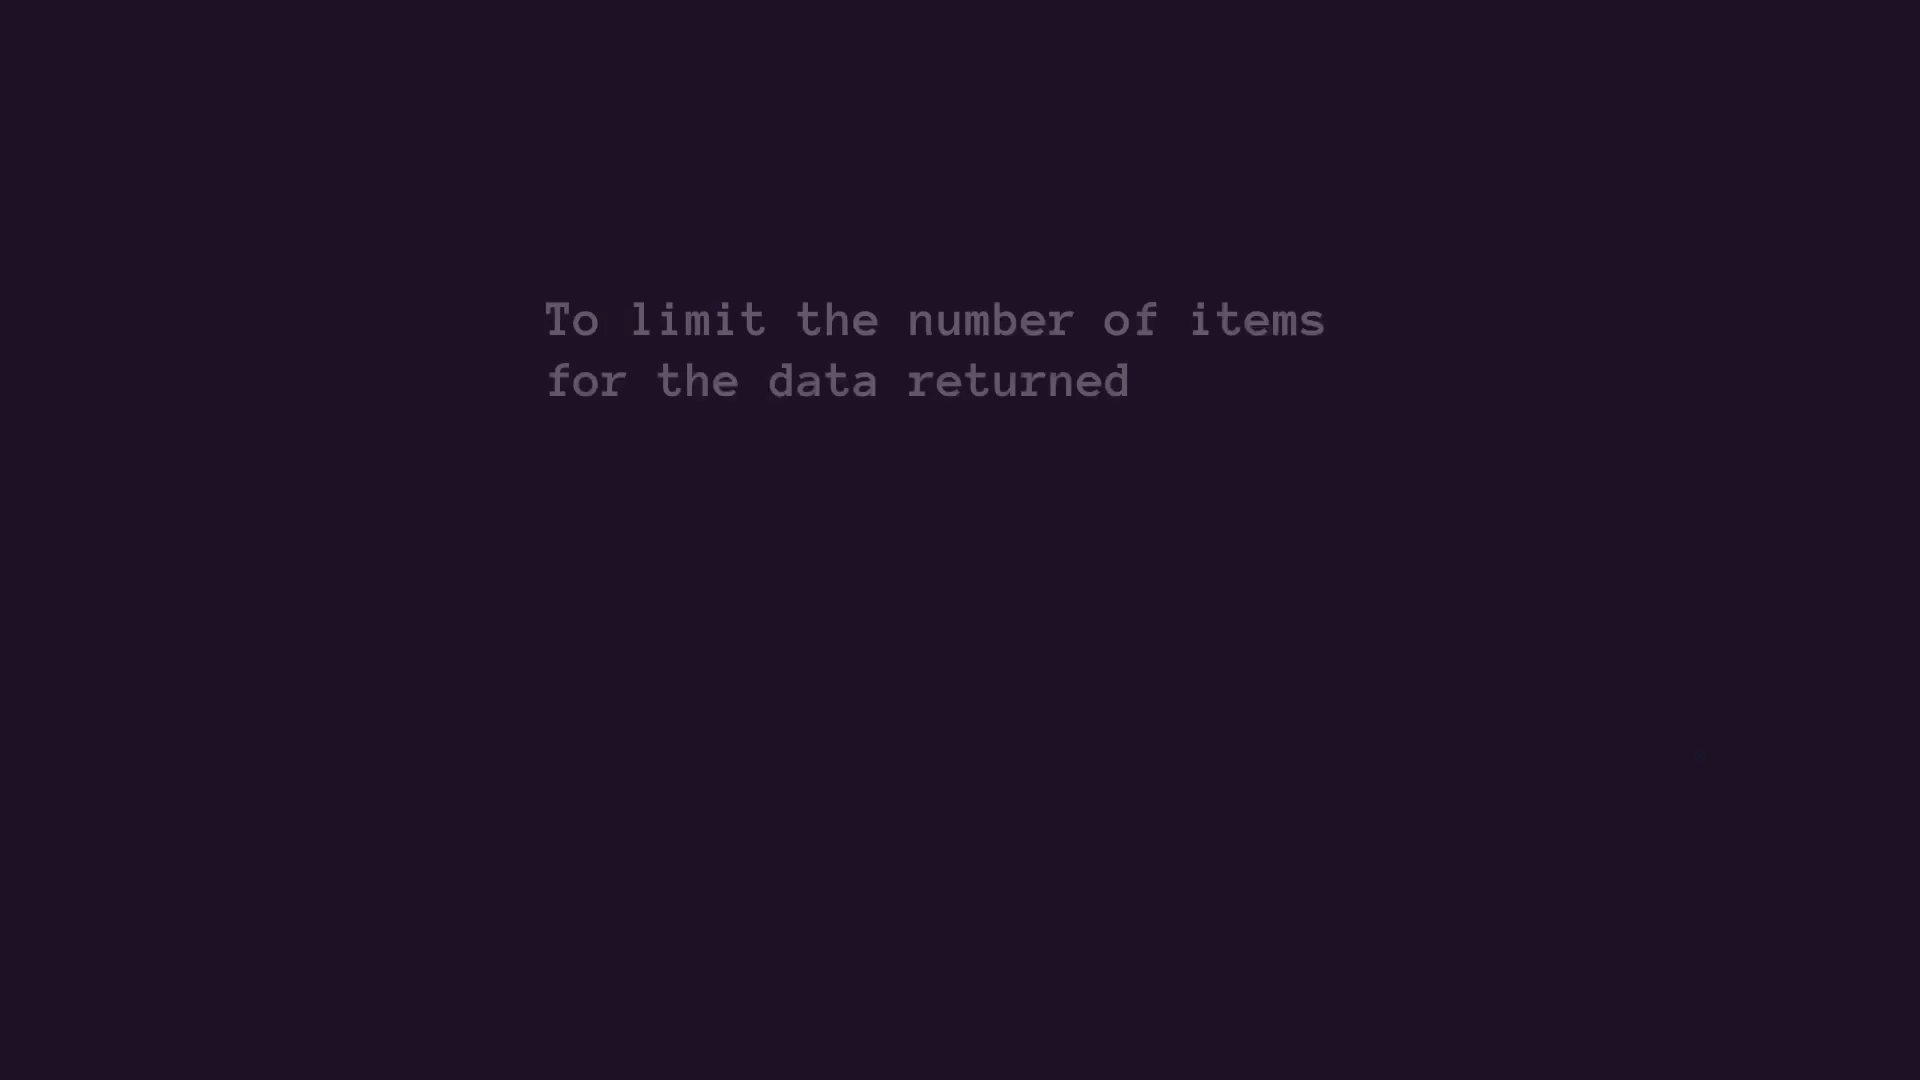 To limit the number of items
for the data returned